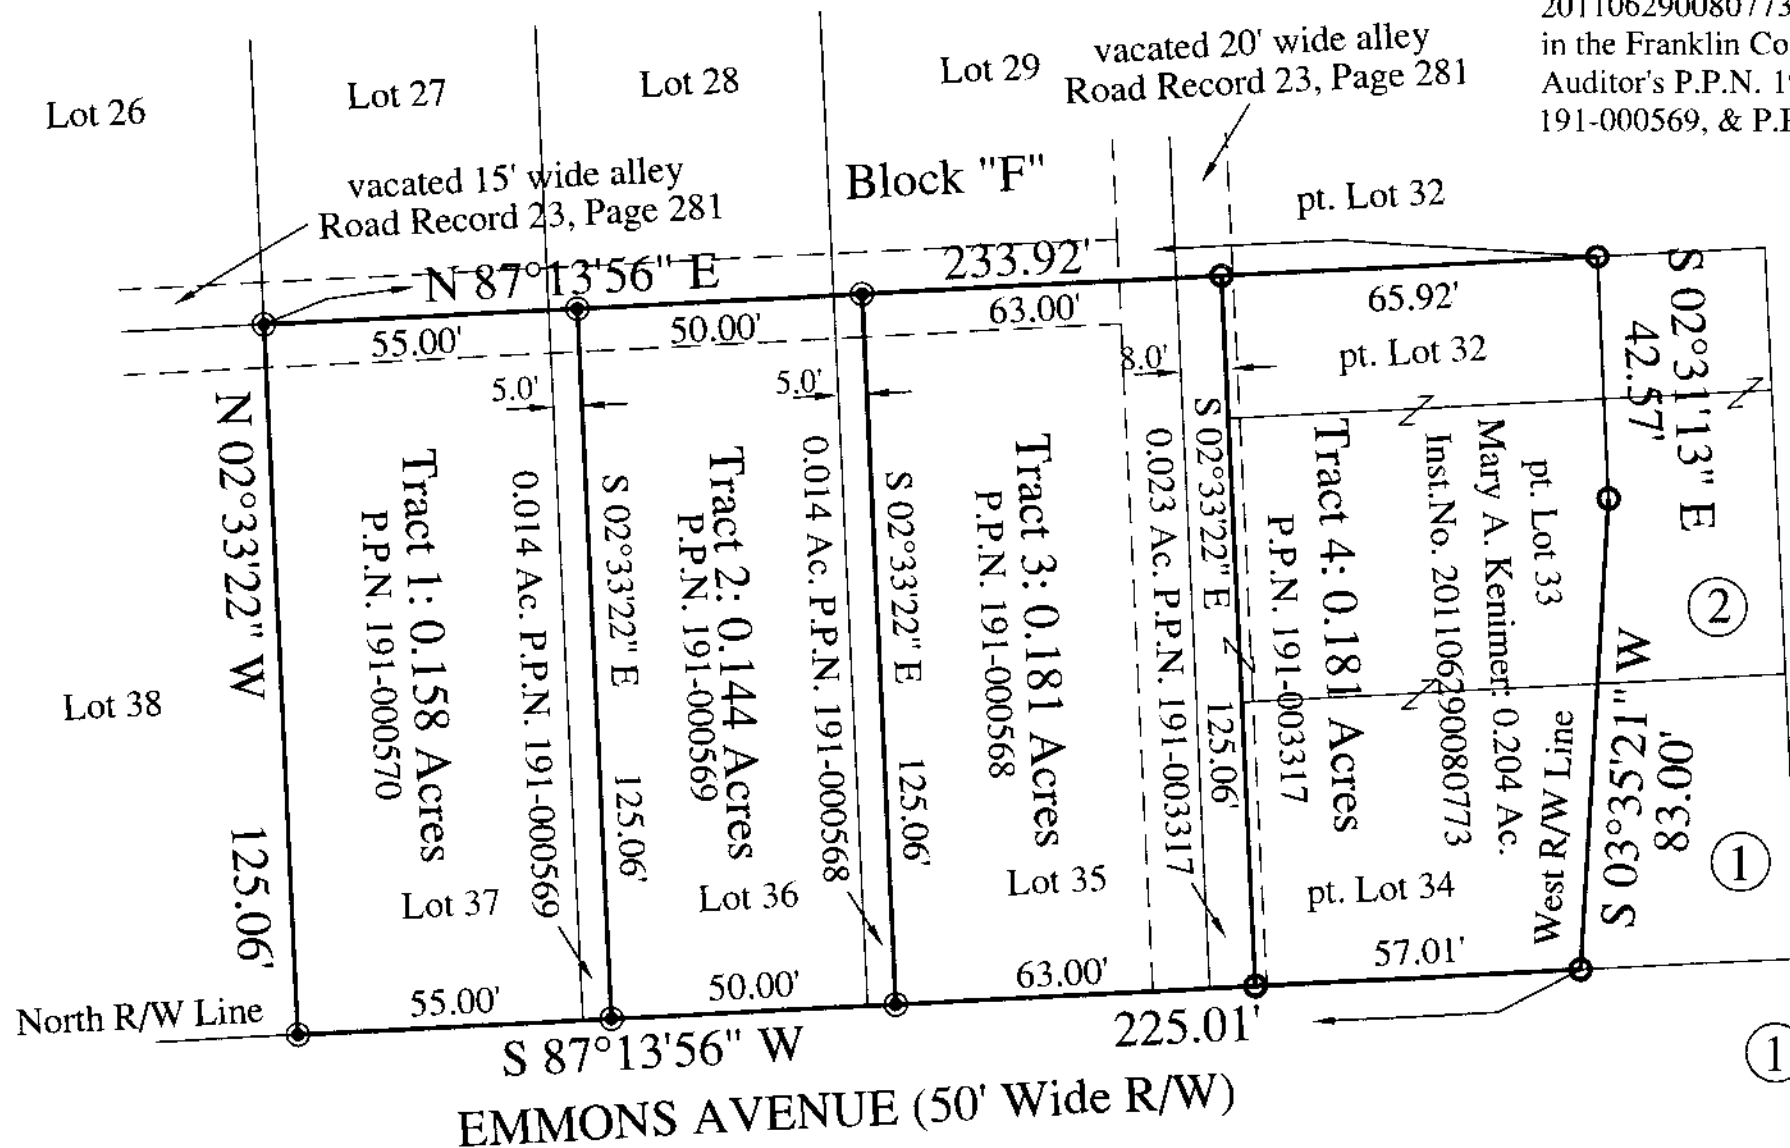 201106290080773
in the Franklin Co
Auditor's P.P.N. 1
191-000569, & P.
Lot 26
Lot 27
Lot 28
Lot 29
vacated 20' wide alley
Road Record 23, Page 281
vacated 15' wide alley
Road Record 23, Page 281
Block "F"
pt. Lot 32
N 87°13'56" E
233.92'
55.00'
50.00'
63.00'
65.92'
pt. Lot 32
5.0'
5.0'
8.0'
S 02°31'13" E
42.57'
N 02°33'22" W
125.06'
Tract 1: 0.158 Acres
P.P.N. 191-000570
0.014 Ac. P.P.N. 191-000569
S 02°33'22" E 125.06'
Tract 2: 0.144 Acres
P.P.N. 191-000569
0.014 Ac. P.P.N. 191-000568
S 02°33'22" E 125.06'
Tract 3: 0.181 Acres
P.P.N. 191-000568
0.023 Ac. P.P.N. 191-003317
S 02°33'22" E 125.06'
Tract 4: 0.181 Acres
P.P.N. 191-003317
pt. Lot 33
Mary A. Kenimer: 0.204 Ac.
Inst.No. 201106290080773
West R/W Line
S 03°35'21" W
83.00'
2
1
1
Lot 38
Lot 37
Lot 36
Lot 35
pt. Lot 34
North R/W Line
55.00'
50.00'
63.00'
57.01'
S 87°13'56" W
225.01'
EMMONS AVENUE (50' Wide R/W)